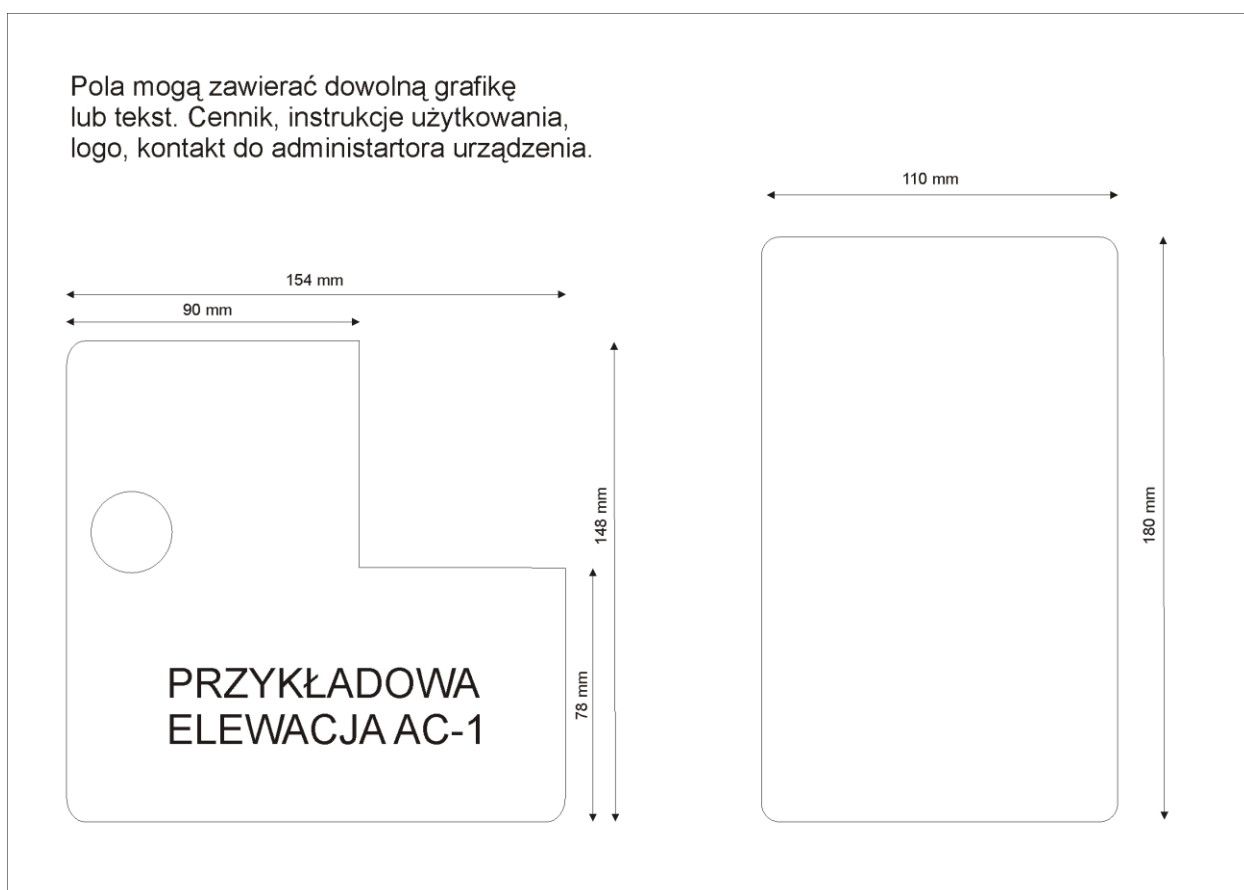 Pola mogą zawierać dowolną grafikę
lub tekst. Cennik, instrukcje użytkowania,
logo, kontakt do administartora urządzenia.
110 mm
154 mm
90 mm
148 mm
180 mm
78 mm
PRZYKŁADOWA
ELEWACJA AC-1